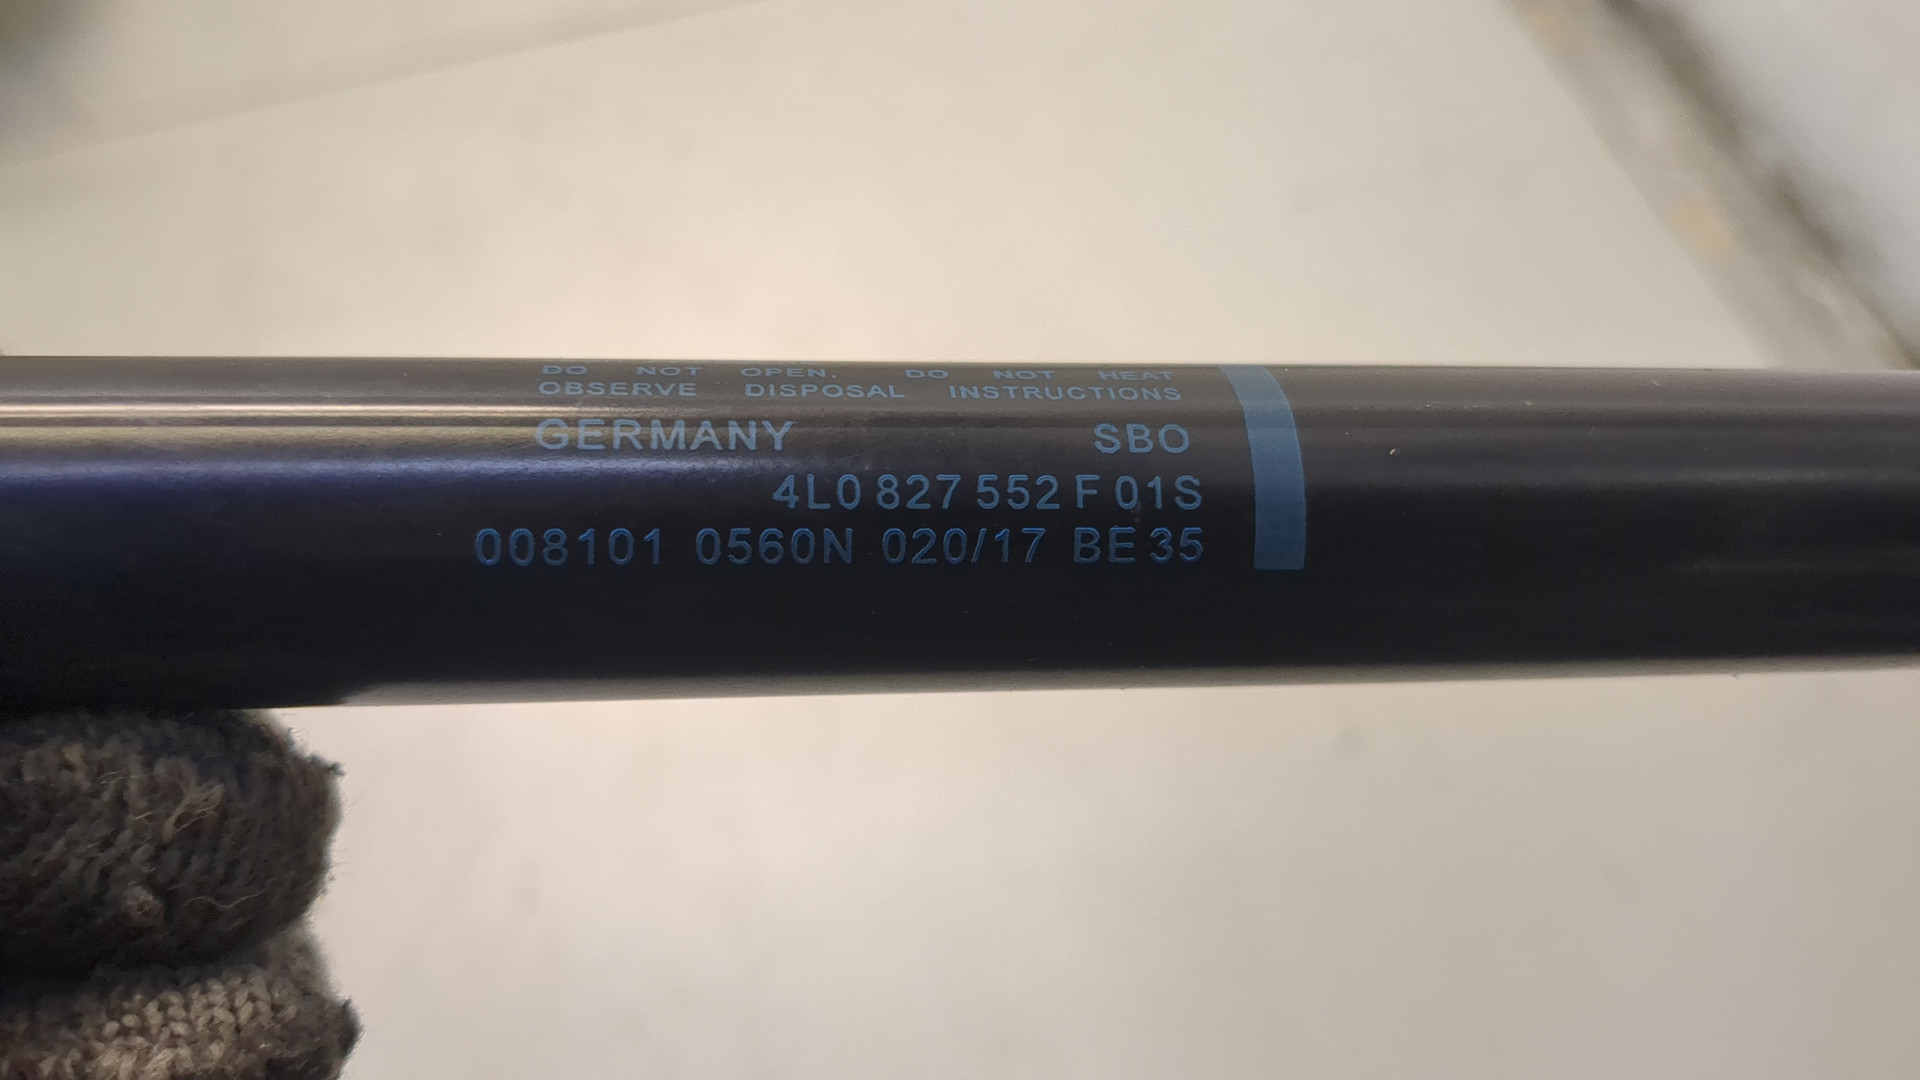 DO NOT OPEN. DO NOT HEAT
OBSERVE DISPOSAL INSTRUCTIONS
GERMANY SBO
4L0 827 552 F 01S
008101 0560N 020/17 BE 35